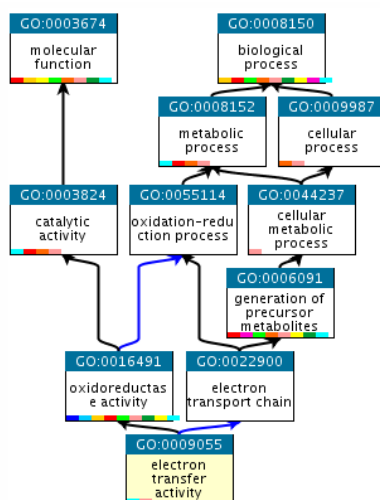 GO:0003674
molecular
function
GO:0008150
biological
process
GO:0008152
metabolic
process
GO:0009987
cellular
process
GO:0003824
catalytic
activity
GO:0055114
oxidation-redu
ction process
GO:0044237
cellular
metabolic
process
GO:0006091
generation of
precursor
metabolites
GO:0016491
oxidoreductas
e activity
GO:0022900
electron
transport chain
GO:0009055
electron
transfer
activity